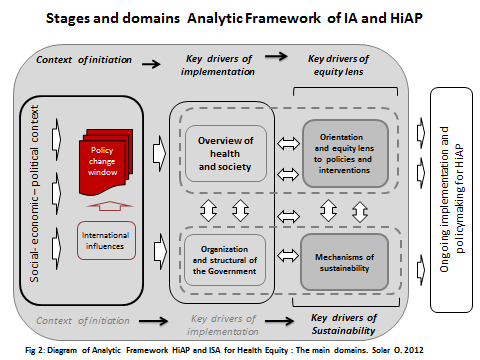 Stages and domains Analytic Framework of IA and HiAP
Context of initiation
Key drivers of
implementation
Key drivers of
equity lens
Social- economic – political context
Policy
change
window
International
influences
Overview of
health
and society
Orientation
and equity lens
to policies and
interventions
Organization
and structural of
the Government
Mechanisms of
sustainability
Ongoing implementation and
policymaking for HiAP
Context of initiation
Key drivers of
implementation
Key drivers of
Sustainability
Fig 2: Diagram of Analytic Framework HiAP and ISA for Health Equity : The main domains. Solar O. 2012